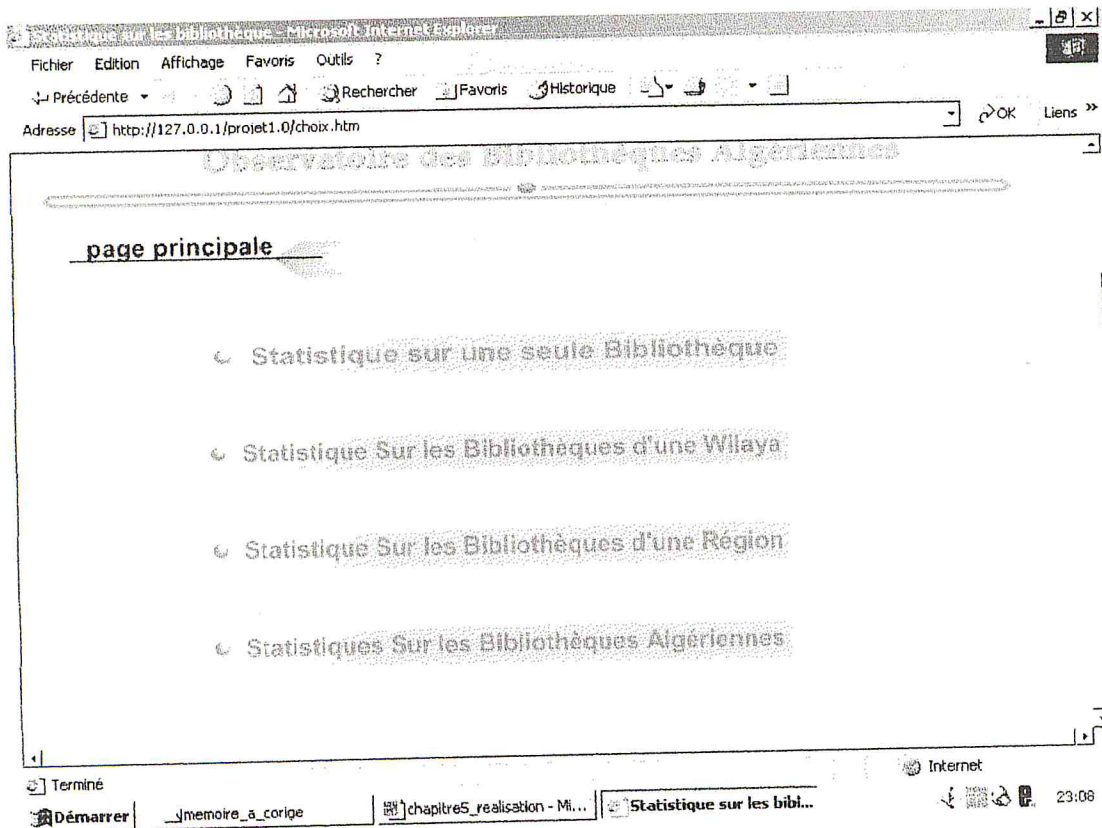 Statistique sur les bibliothèque - Microsoft Internet Explorer
Fichier Edition Affichage Favoris Outils ?
Précédente Rechercher Favoris Historique
Adresse http://127.0.0.1/projet1.0/choix.htm OK Liens »
Observatoire des Bibliothèques Algériennes
page principale
Statistique sur une seule Bibliothèque
Statistique Sur les Bibliothèques d'une Wilaya
Statistique Sur les Bibliothèques d'une Région
Statistiques Sur les Bibliothèques Algériennes
Terminé Internet
Démarrer memoire_a_corige chapitre5_realisation - Mi... Statistique sur les bibl... 23:08